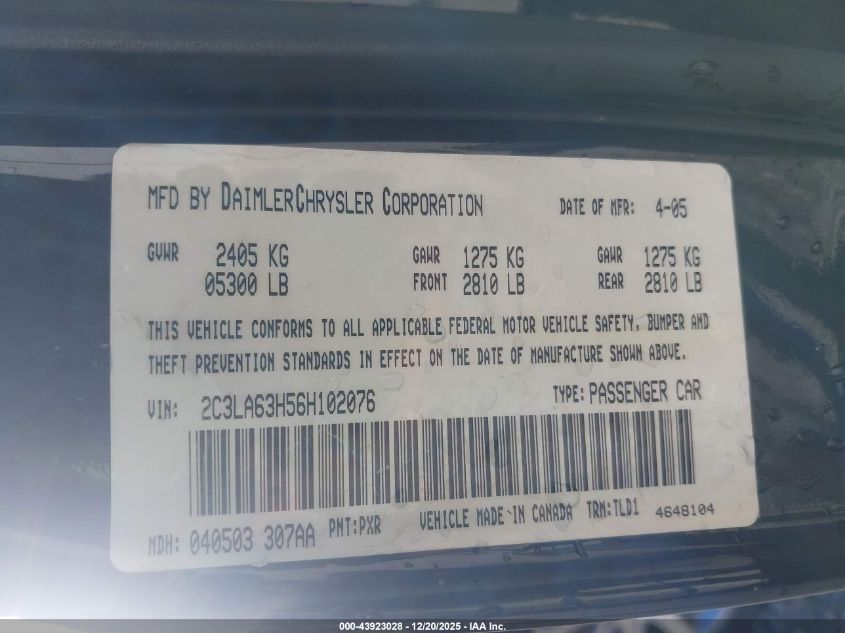 MFD BY DAIMLERCHRYSLER CORPORATION DATE OF MFR: 4-05
GVWR 2405 KG GAWR 1275 KG GAWR 1275 KG
05300 LB FRONT 2810 LB REAR 2810 LB
THIS VEHICLE CONFORMS TO ALL APPLICABLE FEDERAL MOTOR VEHICLE SAFETY, BUMPER AND
THEFT PREVENTION STANDARDS IN EFFECT ON THE DATE OF MANUFACTURE SHOWN ABOVE.
VIN: 2C3LA63H56H102076 TYPE: PASSENGER CAR
MDH: 040503 307AA PNT:PXR VEHICLE MADE IN CANADA TRM:TLD1 4648104
000-43923028 - 12/20/2025 - IAA Inc.